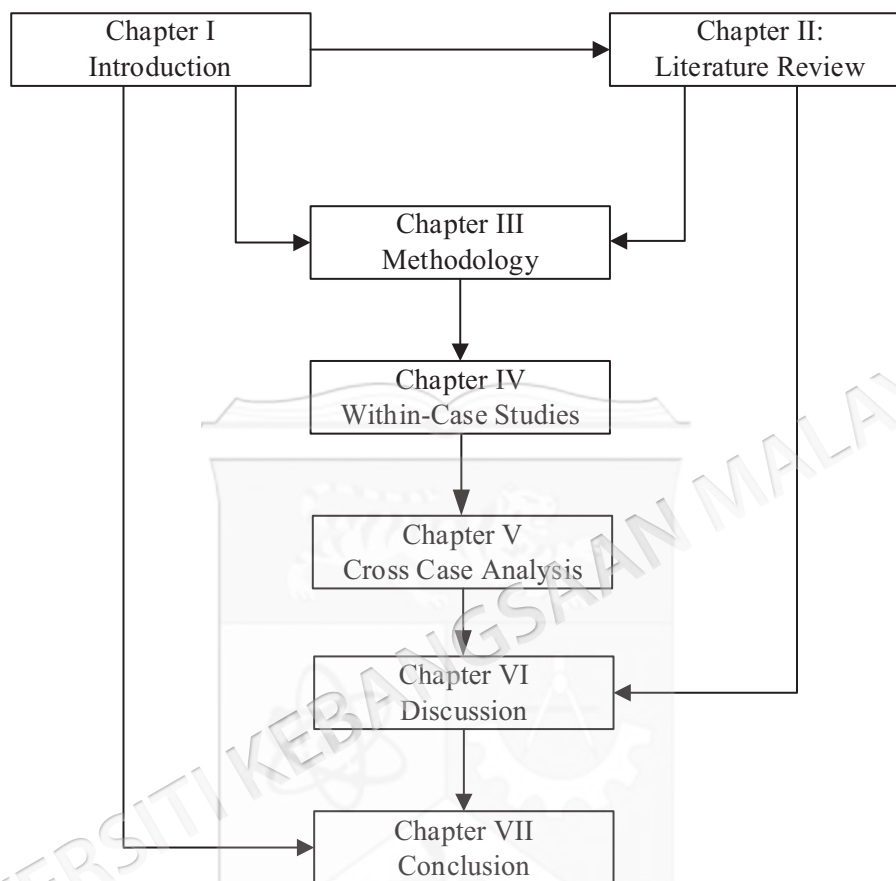 Chapter I
Introduction
Chapter II:
Literature Review
Chapter III
Methodology
Chapter IV
Within-Case Studies
Chapter V
Cross Case Analysis
Chapter VI
Discussion
Chapter VII
Conclusion
KEBANGSAAN